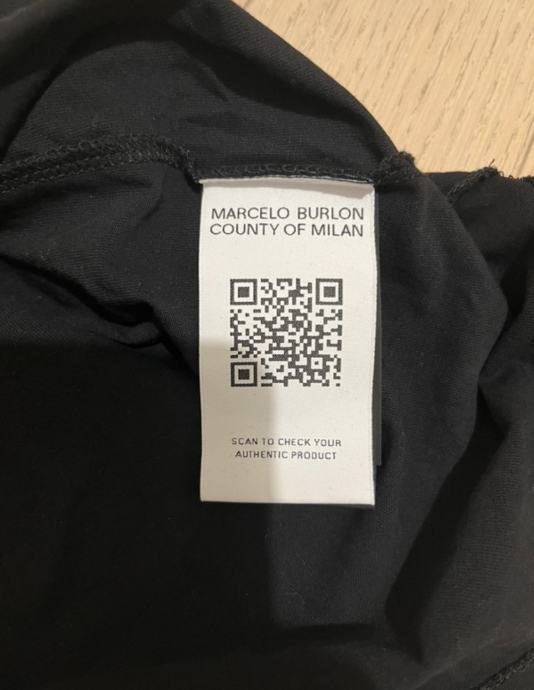 MARCELO BURLON
COUNTY OF MILAN
SCAN TO CHECK YOUR
AUTHENTIC PRODUCT